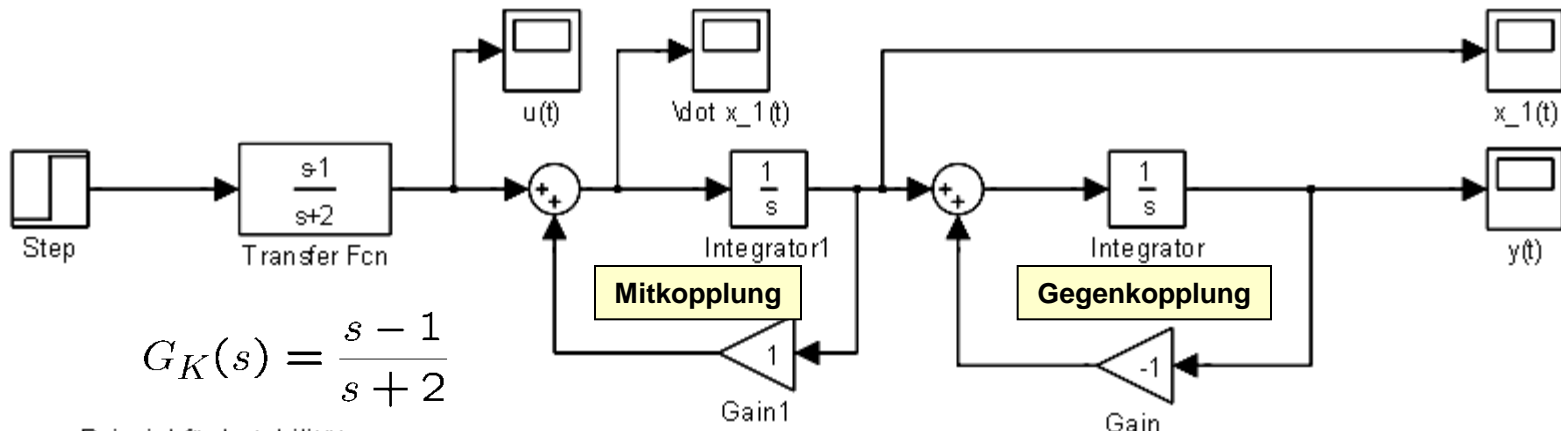 u(t)
\dot x_1(t)
x_1(t)
Step
s-1
s+2
Transfer Fcn
+
+
1
s
Integrator1
+
+
1
s
Integrator
y(t)
Mitkopplung
Gegenkopplung
G_K(s) = \frac{s-1}{s+2}
1
Gain1
-1
Gain